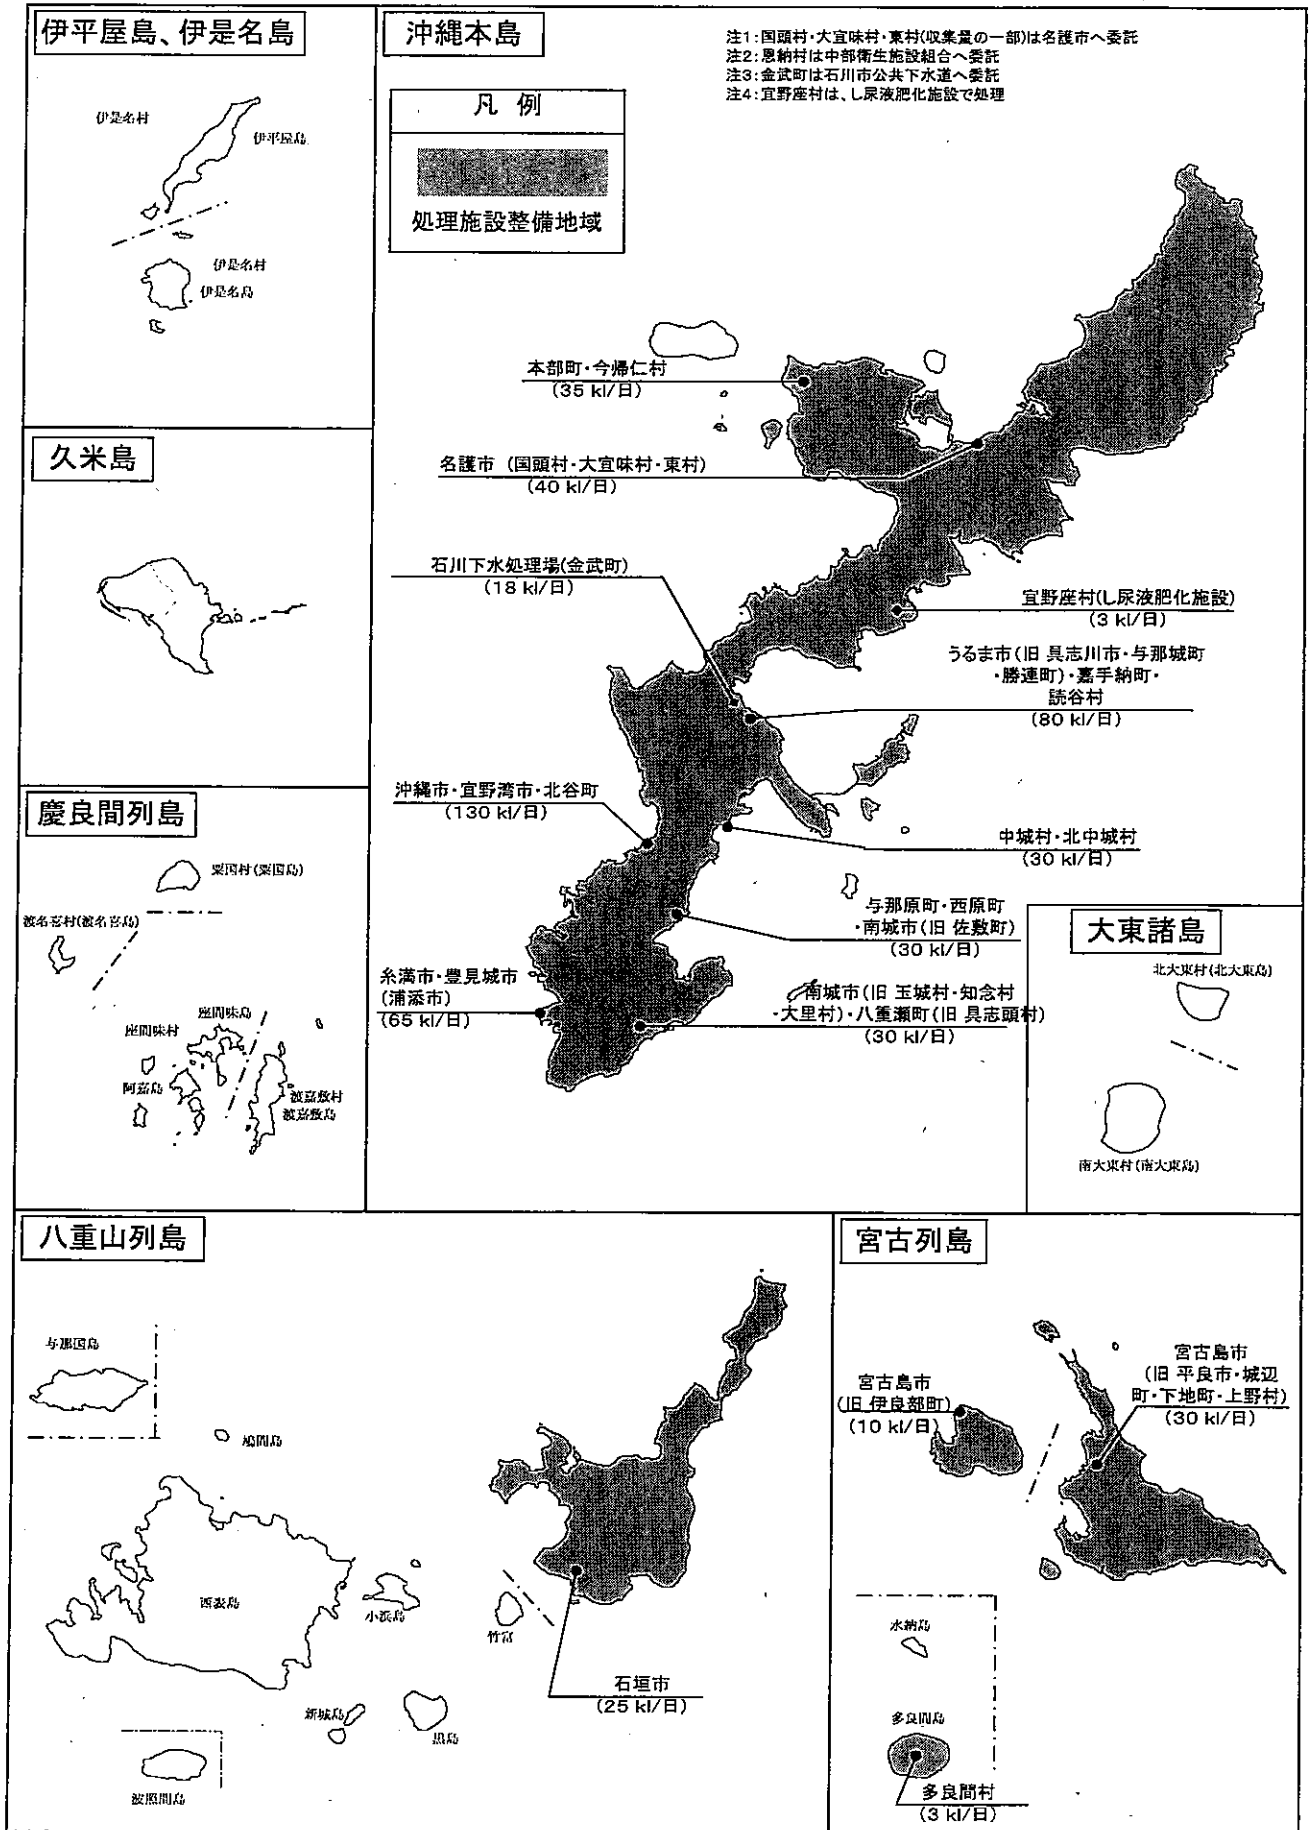 伊平屋島、伊是名島
伊是名村
伊平屋島
伊是名村
伊是名島
沖縄本島
注1:国頭村・大宜味村・東村(収集量の一部)は名護市へ委託
注2:恩納村は中部衛生施設組合へ委託
注3:金武町は石川市公共下水道へ委託
注4:宜野座村は、し尿液肥化施設で処理
凡 例
処理施設整備地域
本部町・今帰仁村
(35 kl/日)
名護市 (国頭村・大宜味村・東村)
(40 kl/日)
石川下水処理場(金武町)
(18 kl/日)
宜野座村(し尿液肥化施設)
(3 kl/日)
うるま市(旧 具志川市・与那城町
・勝連町)・嘉手納町・
読谷村
(80 kl/日)
沖縄市・宜野湾市・北谷町
(130 kl/日)
中城村・北中城村
(30 kl/日)
与那原町・西原町
・南城市(旧 佐敷町)
(30 kl/日)
糸満市・豊見城市
(浦添市)
(65 kl/日)
南城市(旧 玉城村・知念村
・大里村)・八重瀬町(旧 具志頭村)
(30 kl/日)
久米島
慶良間列島
粟国村(粟国島)
渡名喜村(渡名喜島)
座間味島
座間味村
阿嘉島
渡嘉敷村
渡嘉敷島
大東諸島
北大東村(北大東島)
南大東村(南大東島)
八重山列島
与那国島
鳩間島
西表島
小浜島
竹富
新城島
黒島
波照間島
石垣市
(25 kl/日)
宮古列島
宮古島市
(旧 伊良部町)
(10 kl/日)
宮古島市
(旧 平良市・城辺
町・下地町・上野村)
(30 kl/日)
水納島
多良間島
多良間村
(3 kl/日)